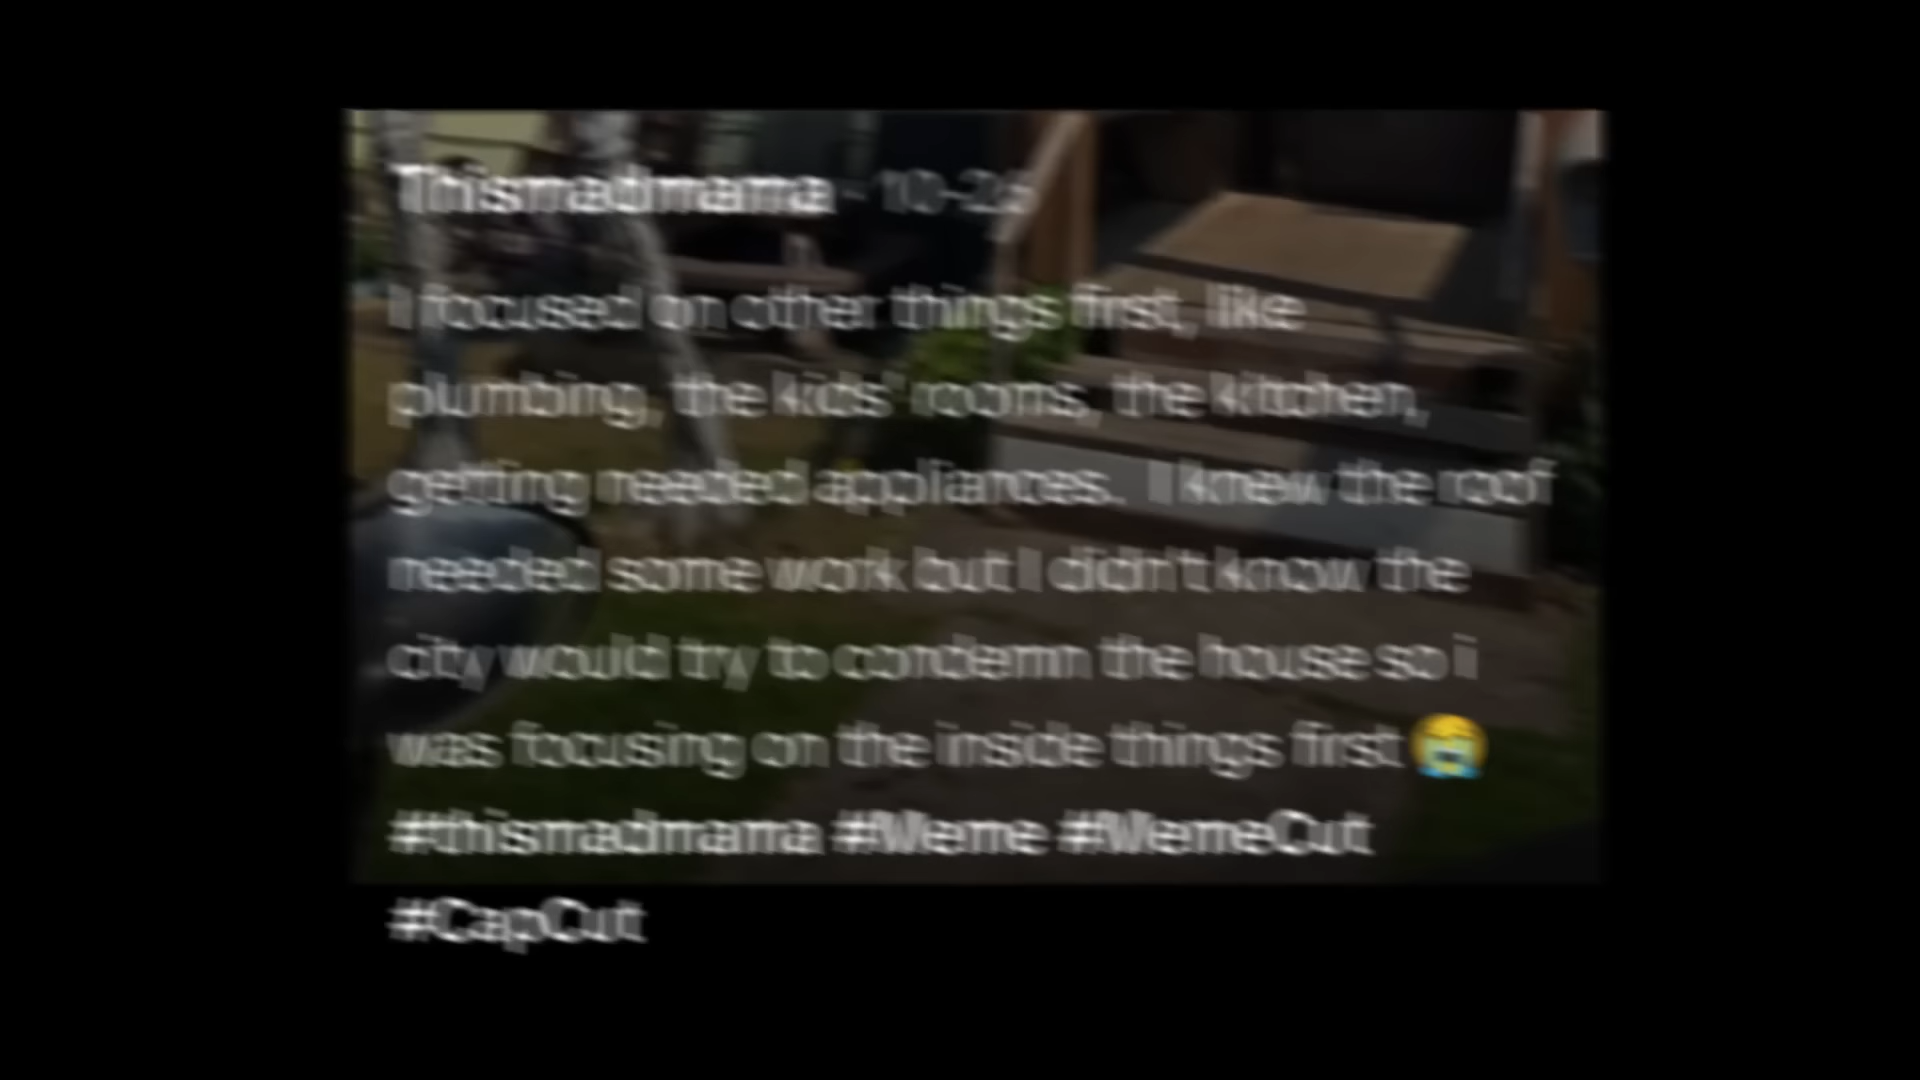 Thismadmama · 10-22
I focused on other things first, like
plumbing, the kids' rooms, the kitchen,
getting needed appliances. I knew the roof
needed some work but I didn't know the
city would try to condemn the house so i
was focusing on the inside things first 😭
#thismadmama #Meme #MemeCut
#CapCut